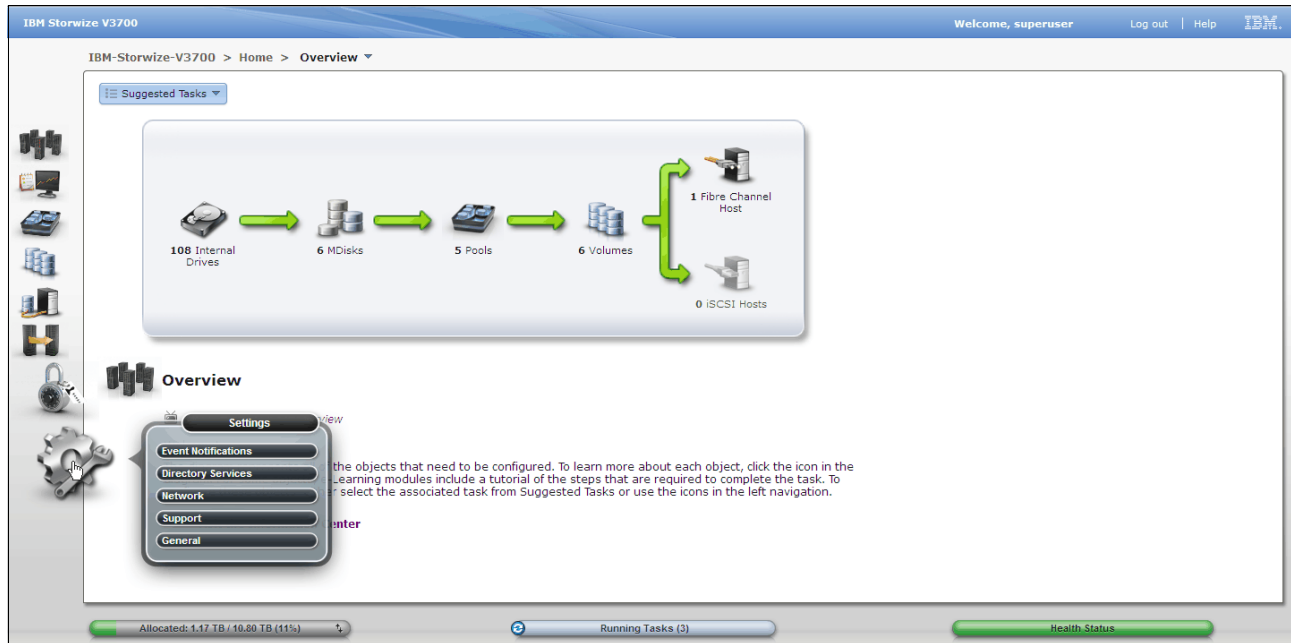 IBM Storwize V3700
Welcome, superuser
Log out | Help
IBM.
IBM-Storwize-V3700 > Home > Overview
Suggested Tasks
1 Fibre Channel
Host
108 Internal
Drives
6 MDisks
5 Pools
6 Volumes
0 iSCSI Hosts
Overview
view
Settings
Event Notifications
Directory Services
Network
Support
General
the objects that need to be configured. To learn more about each object, click the icon in the
Learning modules include a tutorial of the steps that are required to complete the task. To
r select the associated task from Suggested Tasks or use the icons in the left navigation.
enter
Allocated: 1.17 TB / 10.80 TB (11%)
Running Tasks (3)
Health Status